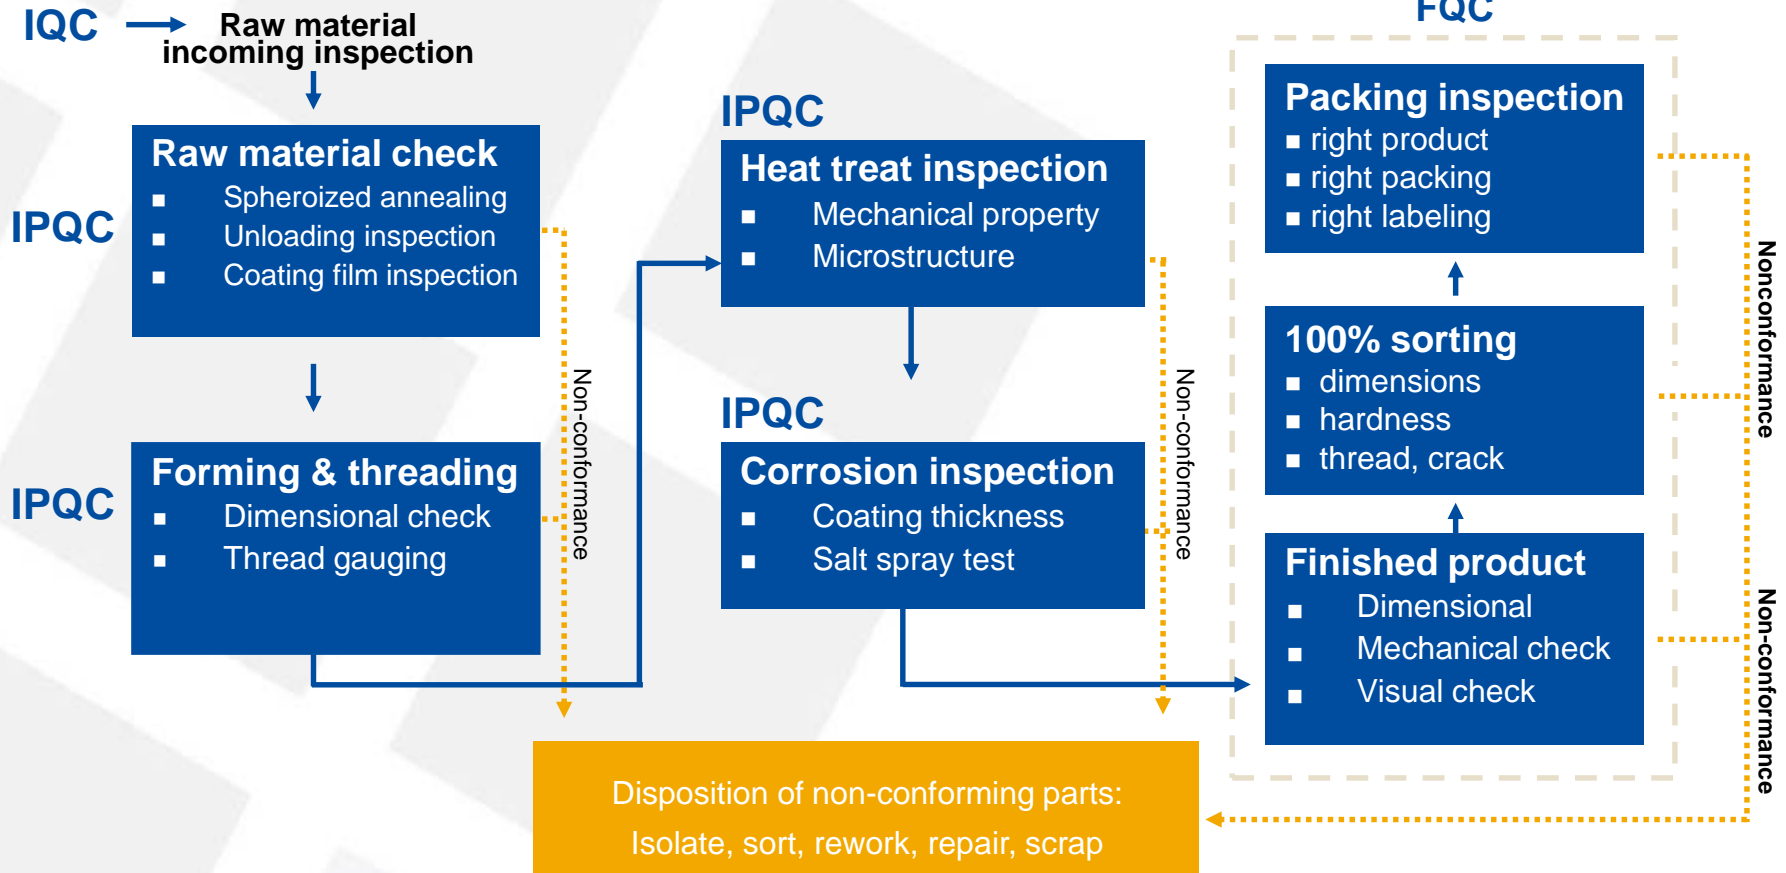 IQC
Raw material
incoming inspection
IPQC
Raw material check
■ Spheroized annealing
■ Unloading inspection
■ Coating film inspection
IPQC
Forming & threading
■ Dimensional check
■ Thread gauging
Non-conformance
IPQC
Heat treat inspection
■ Mechanical property
■ Microstructure
IPQC
Corrosion inspection
■ Coating thickness
■ Salt spray test
Non-conformance
FQC
Packing inspection
■ right product
■ right packing
■ right labeling
100% sorting
■ dimensions
■ hardness
■ thread, crack
Finished product
■ Dimensional
■ Mechanical check
■ Visual check
Nonconformance
Non-conformance
Disposition of non-conforming parts:
Isolate, sort, rework, repair, scrap